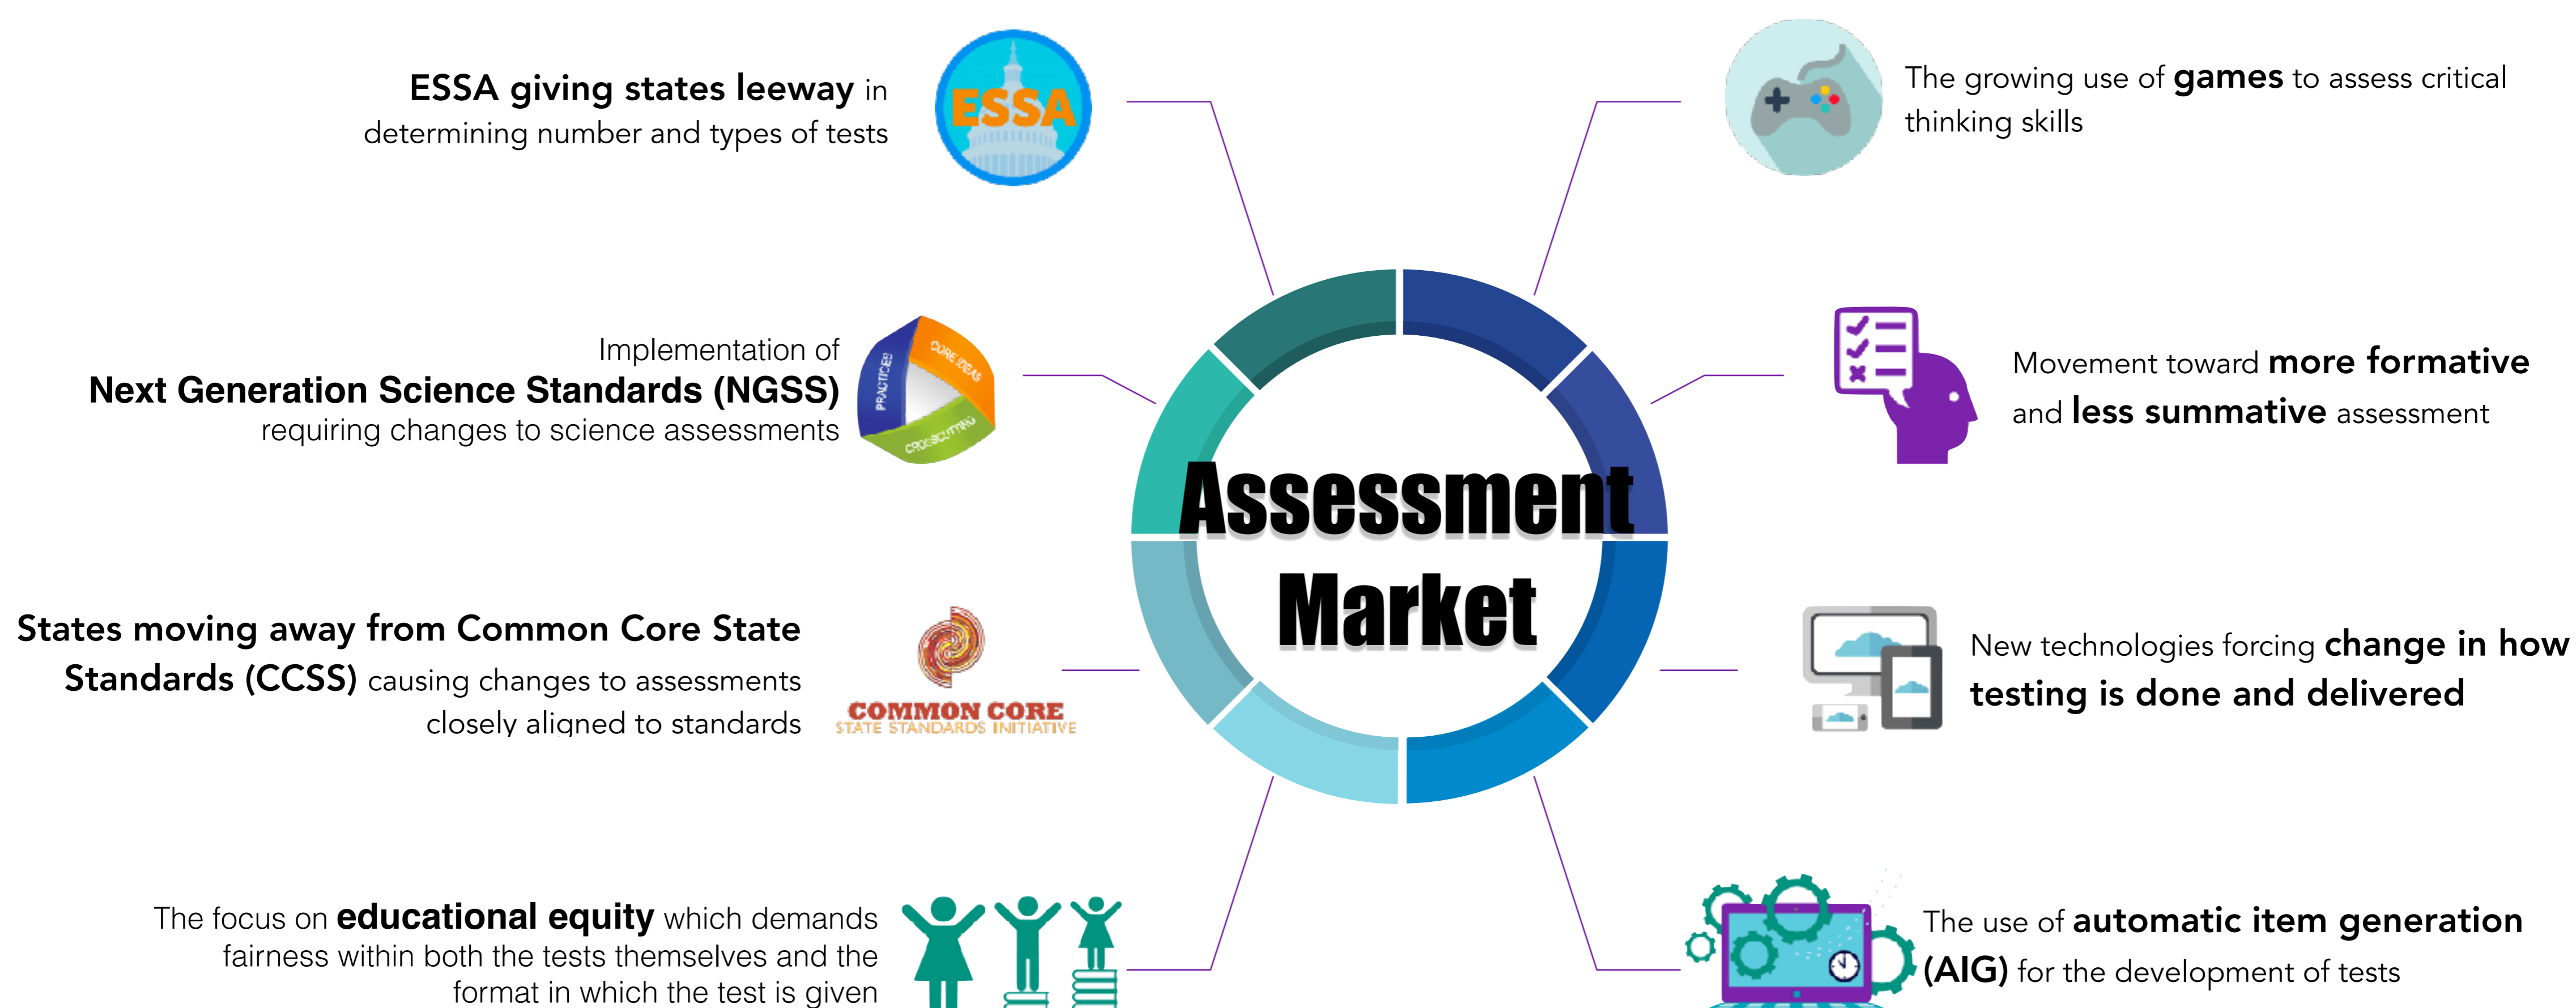 ESSA giving states leeway in
determining number and types of tests
ESSA
The growing use of games to assess critical
thinking skills
Implementation of
Next Generation Science Standards (NGSS)
requiring changes to science assessments
PRACTICES
CORE IDEAS
CROSSCUTTING
Movement toward more formative
and less summative assessment
Assessment
Market
States moving away from Common Core State
Standards (CCSS) causing changes to assessments
closely aligned to standards
COMMON CORE
STATE STANDARDS INITIATIVE
New technologies forcing change in how
testing is done and delivered
The focus on educational equity which demands
fairness within both the tests themselves and the
format in which the test is given
The use of automatic item generation
(AIG) for the development of tests